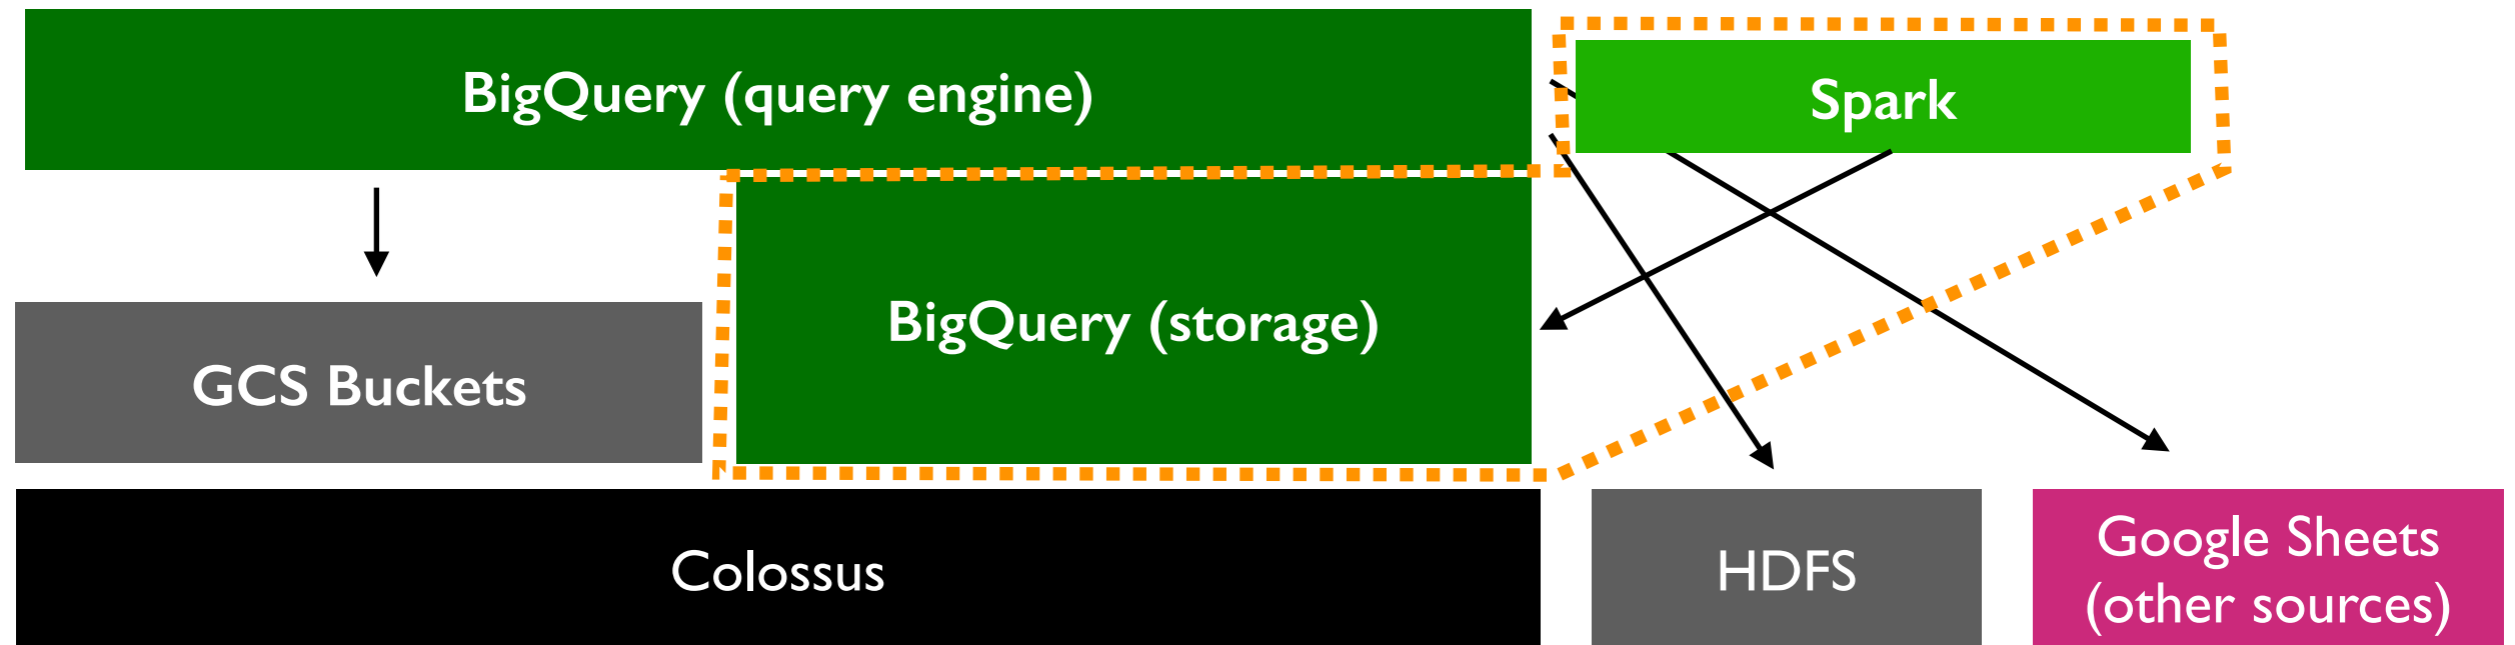 BigQuery (query engine)
Spark
BigQuery (storage)
GCS Buckets
Colossus
HDFS
Google Sheets
(other sources)